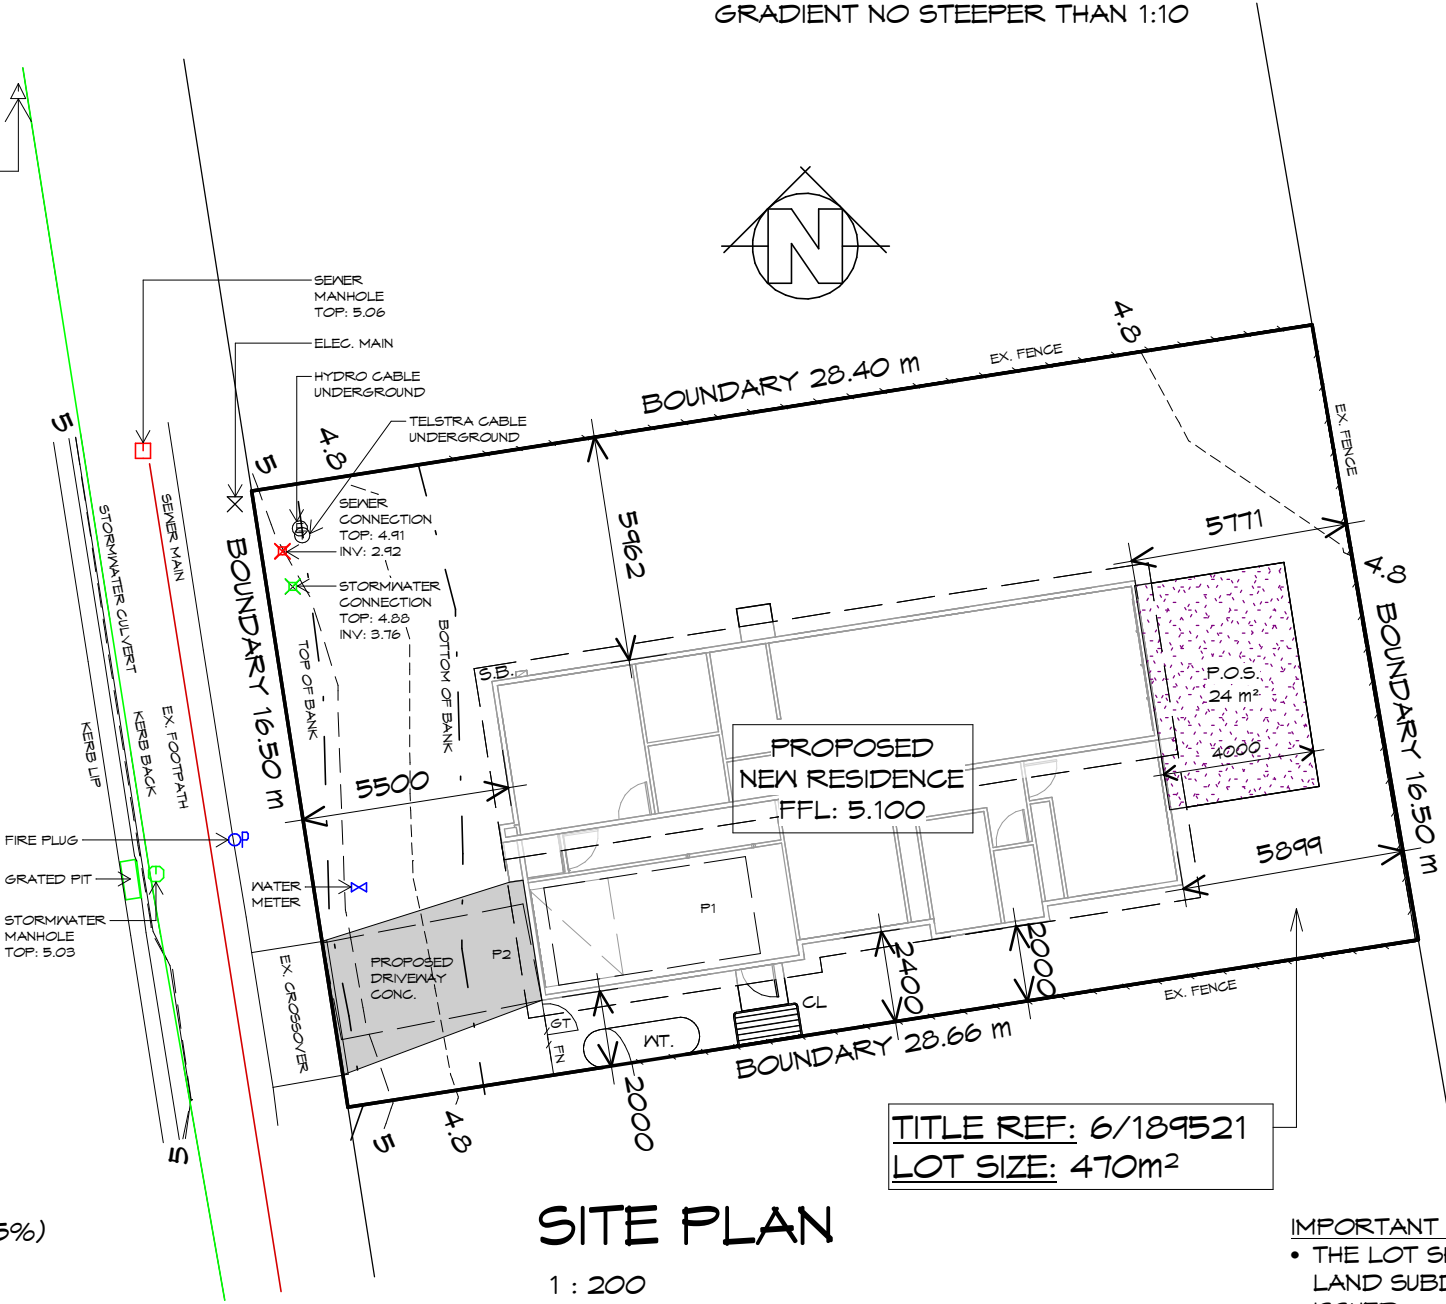 GRADIENT NO STEEPER THAN 1:10
N
SEWER
MANHOLE
TOP: 5.06
ELEC. MAIN
HYDRO CABLE
UNDERGROUND
TELSTRA CABLE
UNDERGROUND
BOUNDARY 28.40 m
EX. FENCE
4.8
EX. FENCE
5
5
4.8
SEWER
CONNECTION
TOP: 4.91
INV: 2.92
STORMWATER
CONNECTION
TOP: 4.88
INV: 3.76
STORMWATER CULVERT
SEWER MAIN
BOUNDARY 16.50 m
TOP OF BANK
BOTTOM OF BANK
5962
5771
4.8
BOUNDARY 16.50 m
S.B.
P.O.S.
24 m²
4000
KERB LIP
KERB BACK
EX. FOOTPATH
5500
PROPOSED
NEW RESIDENCE
FFL: 5.100
5899
FIRE PLUG
P
GRATED PIT
STORMWATER
MANHOLE
TOP: 5.03
WATER
METER
P1
P2
PROPOSED
DRIVEWAY
CONC.
EX. CROSSOVER
GT
FN
WT.
CL
2400
2000
2000
EX. FENCE
BOUNDARY 28.66 m
5
5
4.8
TITLE REF: 6/189521
LOT SIZE: 470m²
SITE PLAN
1 : 200
5%)
IMPORTANT
• THE LOT S
LAND SUBD